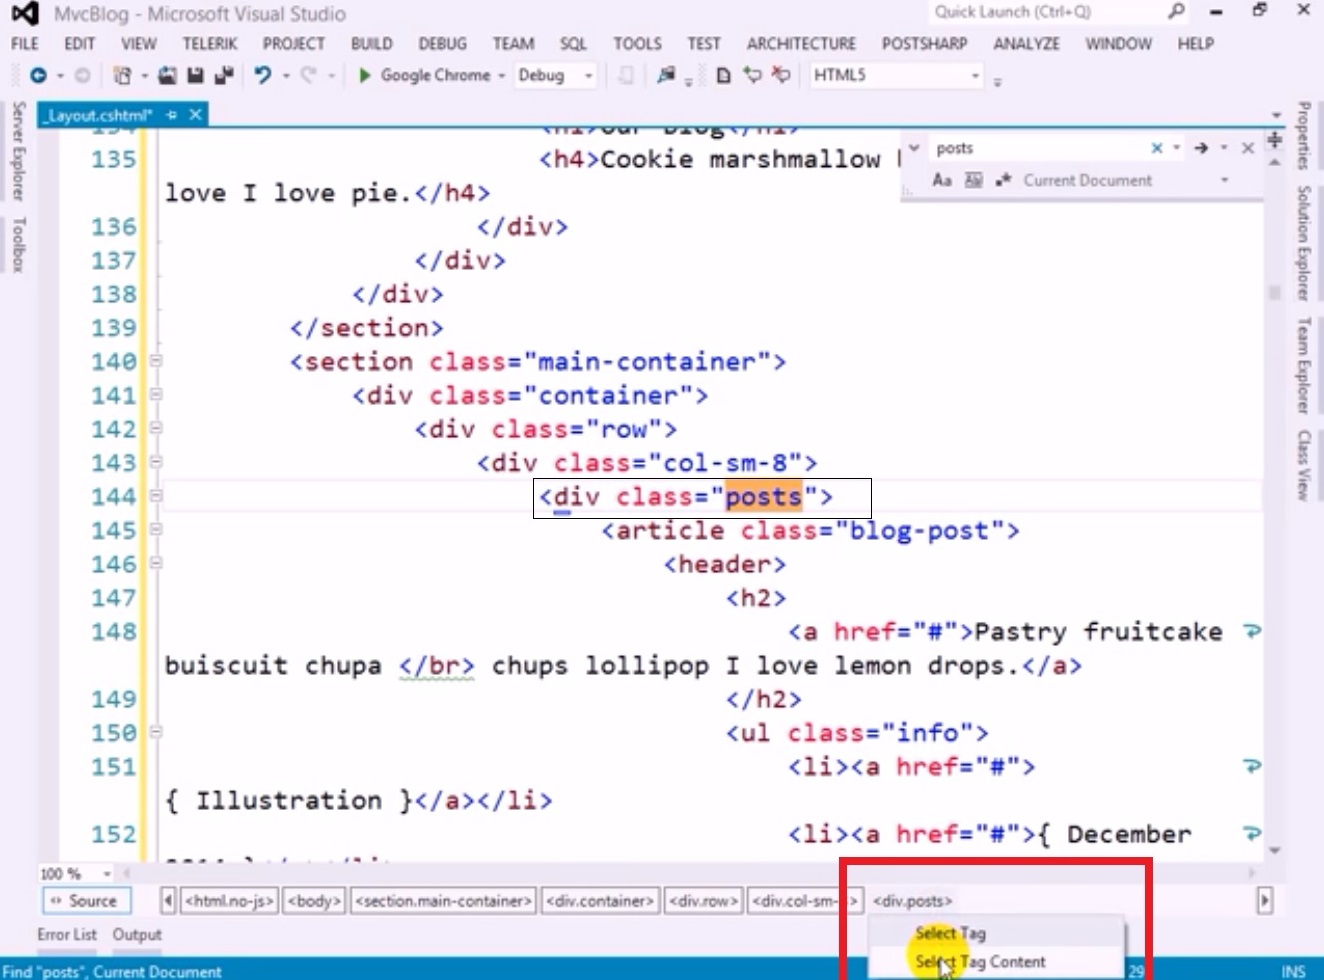 MvcBlog - Microsoft Visual Studio
Quick Launch (Ctrl+Q)
FILE EDIT VIEW TELERIK PROJECT BUILD DEBUG TEAM SQL TOOLS TEST ARCHITECTURE POSTSHARP ANALYZE WINDOW HELP
Google Chrome Debug HTML5
_Layout.cshtml*
Server Explorer
Toolbox
Properties
Solution Explorer
Team Explorer
Class View
posts
Aa Current Document
134 <h1>Our Blog</h1>
135 <h4>Cookie marshmallow
love I love pie.</h4>
136 </div>
137 </div>
138 </div>
139 </section>
140 <section class="main-container">
141 <div class="container">
142 <div class="row">
143 <div class="col-sm-8">
144 <div class="posts">
145 <article class="blog-post">
146 <header>
147 <h2>
148 <a href="#">Pastry fruitcake
buiscuit chupa </br> chups lollipop I love lemon drops.</a>
149 </h2>
150 <ul class="info">
151 <li><a href="#">
{ Illustration }</a></li>
152 <li><a href="#">{ December
100 %
Source <html.no-js> <body> <section.main-container> <div.container> <div.row> <div.col-sm- > <div.posts>
Select Tag
Select Tag Content
Error List Output
Find "posts", Current Document 29 INS